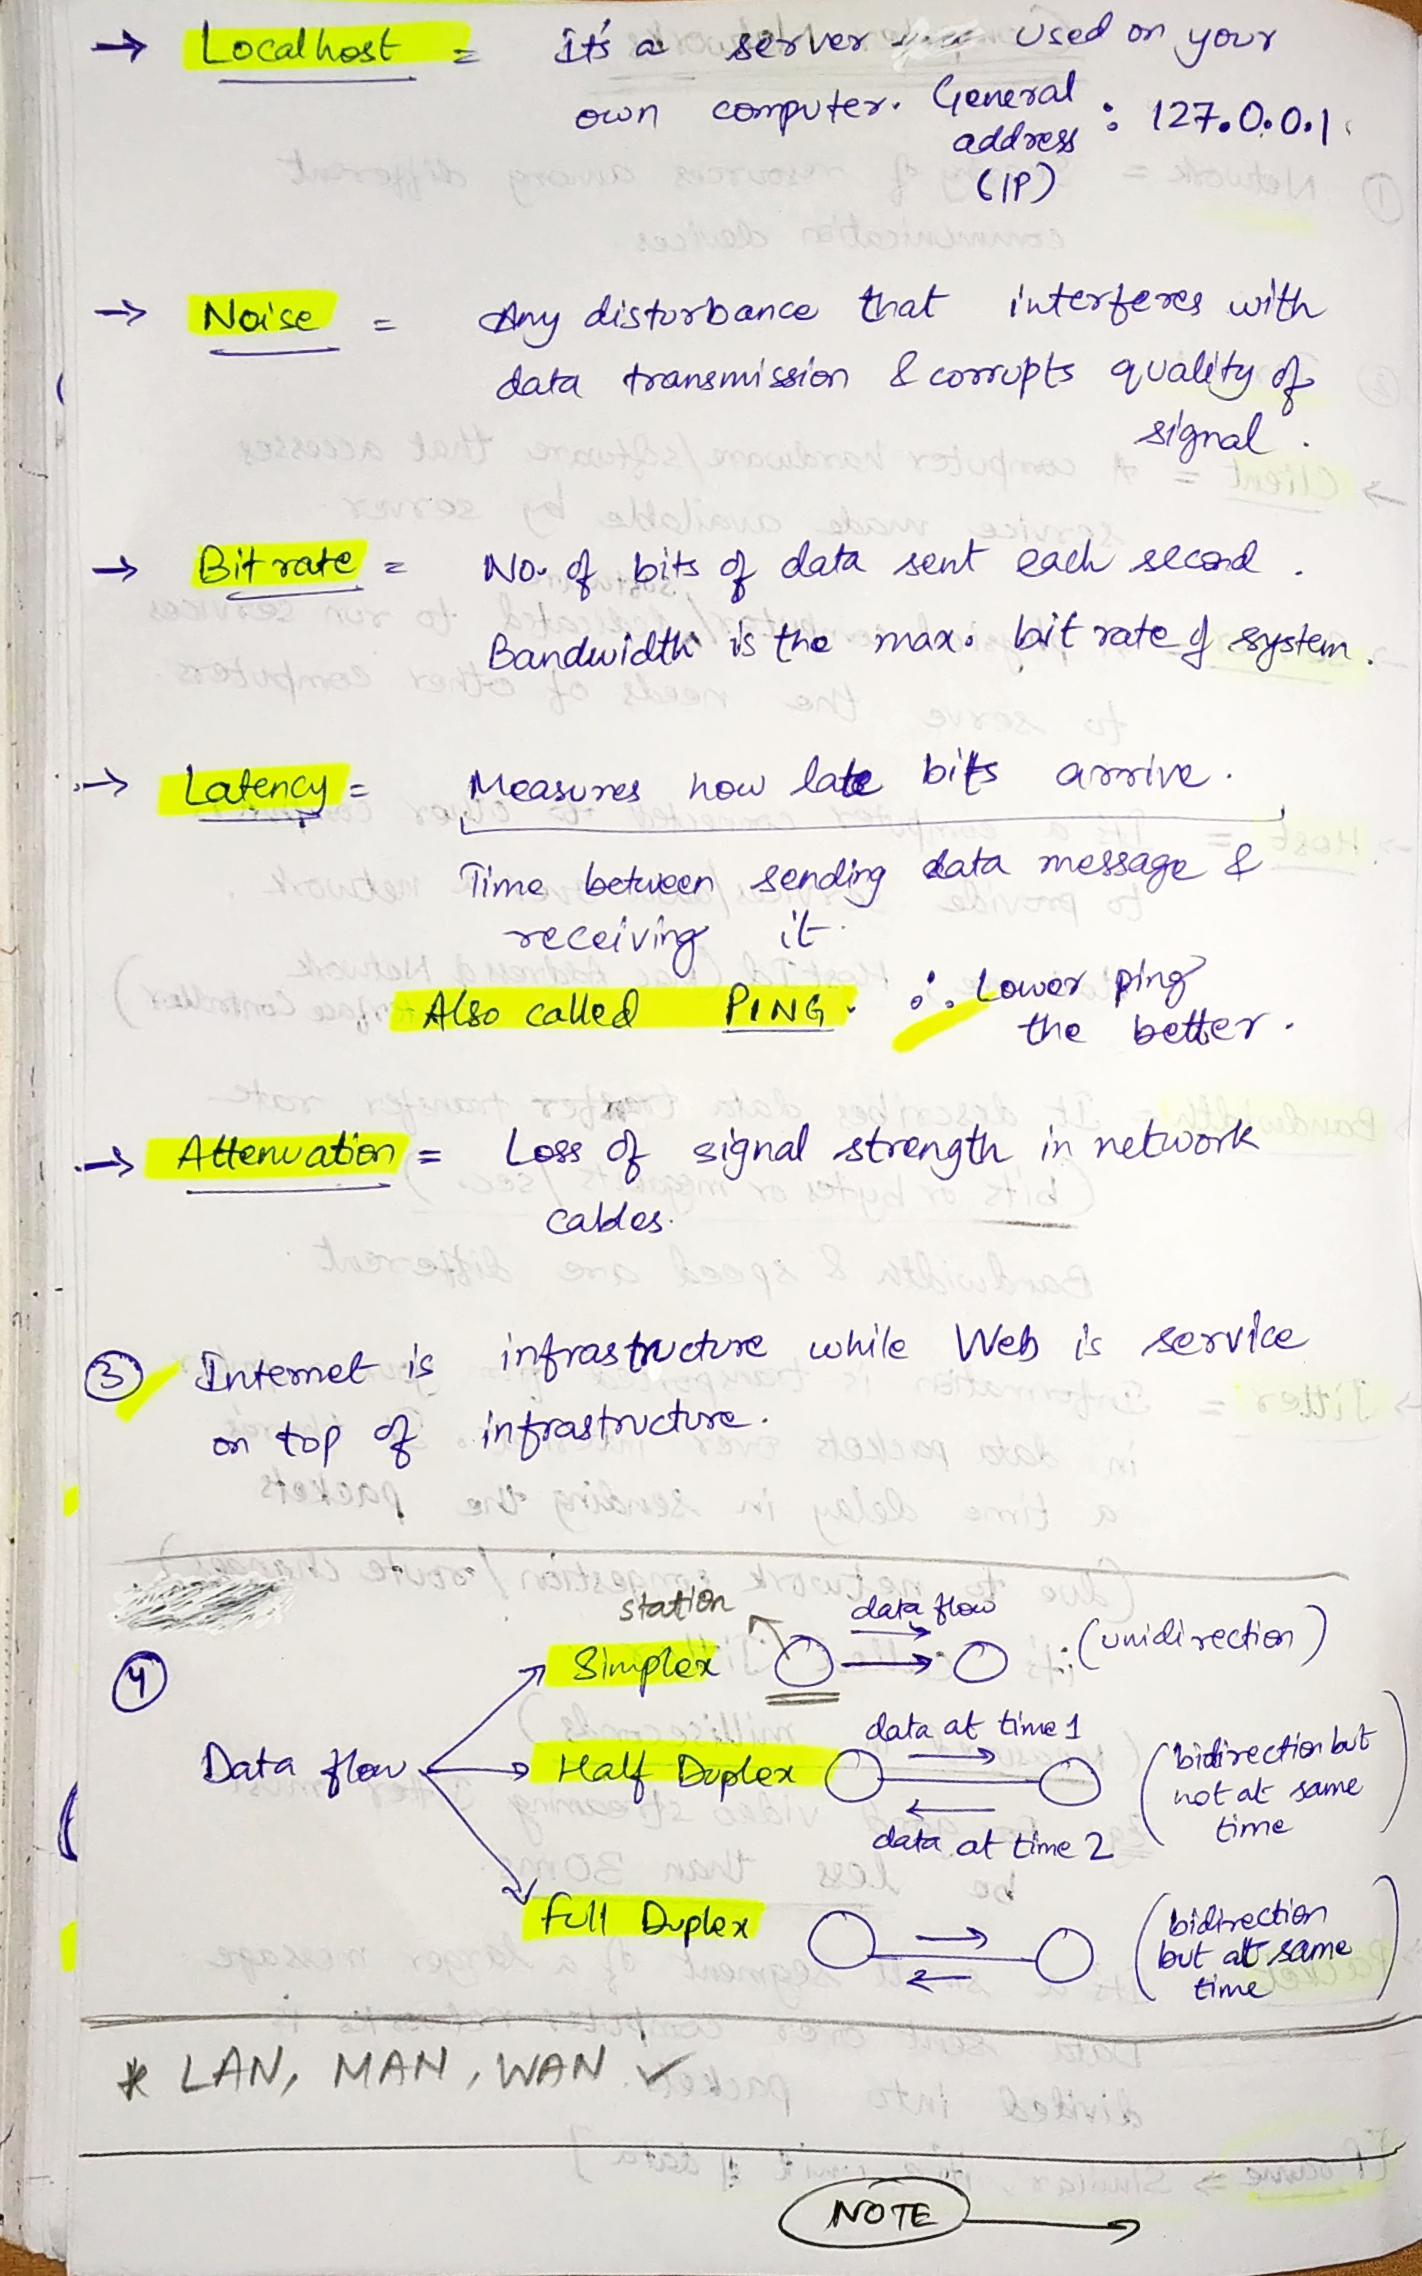 → Localhost = It's a server used on your
own computer. General address (IP) : 127.0.0.1
→ Noise = Any disturbance that interferes with
data transmission & corrupts quality of
signal.
→ Bit rate = No. of bits of data sent each second.
Bandwidth is the max. bit rate of system.
→ Latency = Measures how late bits arrive.
Time between sending data message &
receiving it.
Also called PING. ∴ Lower ping
the better.
→ Attenuation = Loss of signal strength in network
cables.
③ Internet is infrastructure while Web is service
on top of infrastructure.
④
Data flow
station
data flow
Simplex (unidirection)
data at time 1
Half Duplex (bidirection but
not at same
time)
data at time 2
Full Duplex (bidirection
but at same
time)
* LAN, MAN, WAN ✓
NOTE →